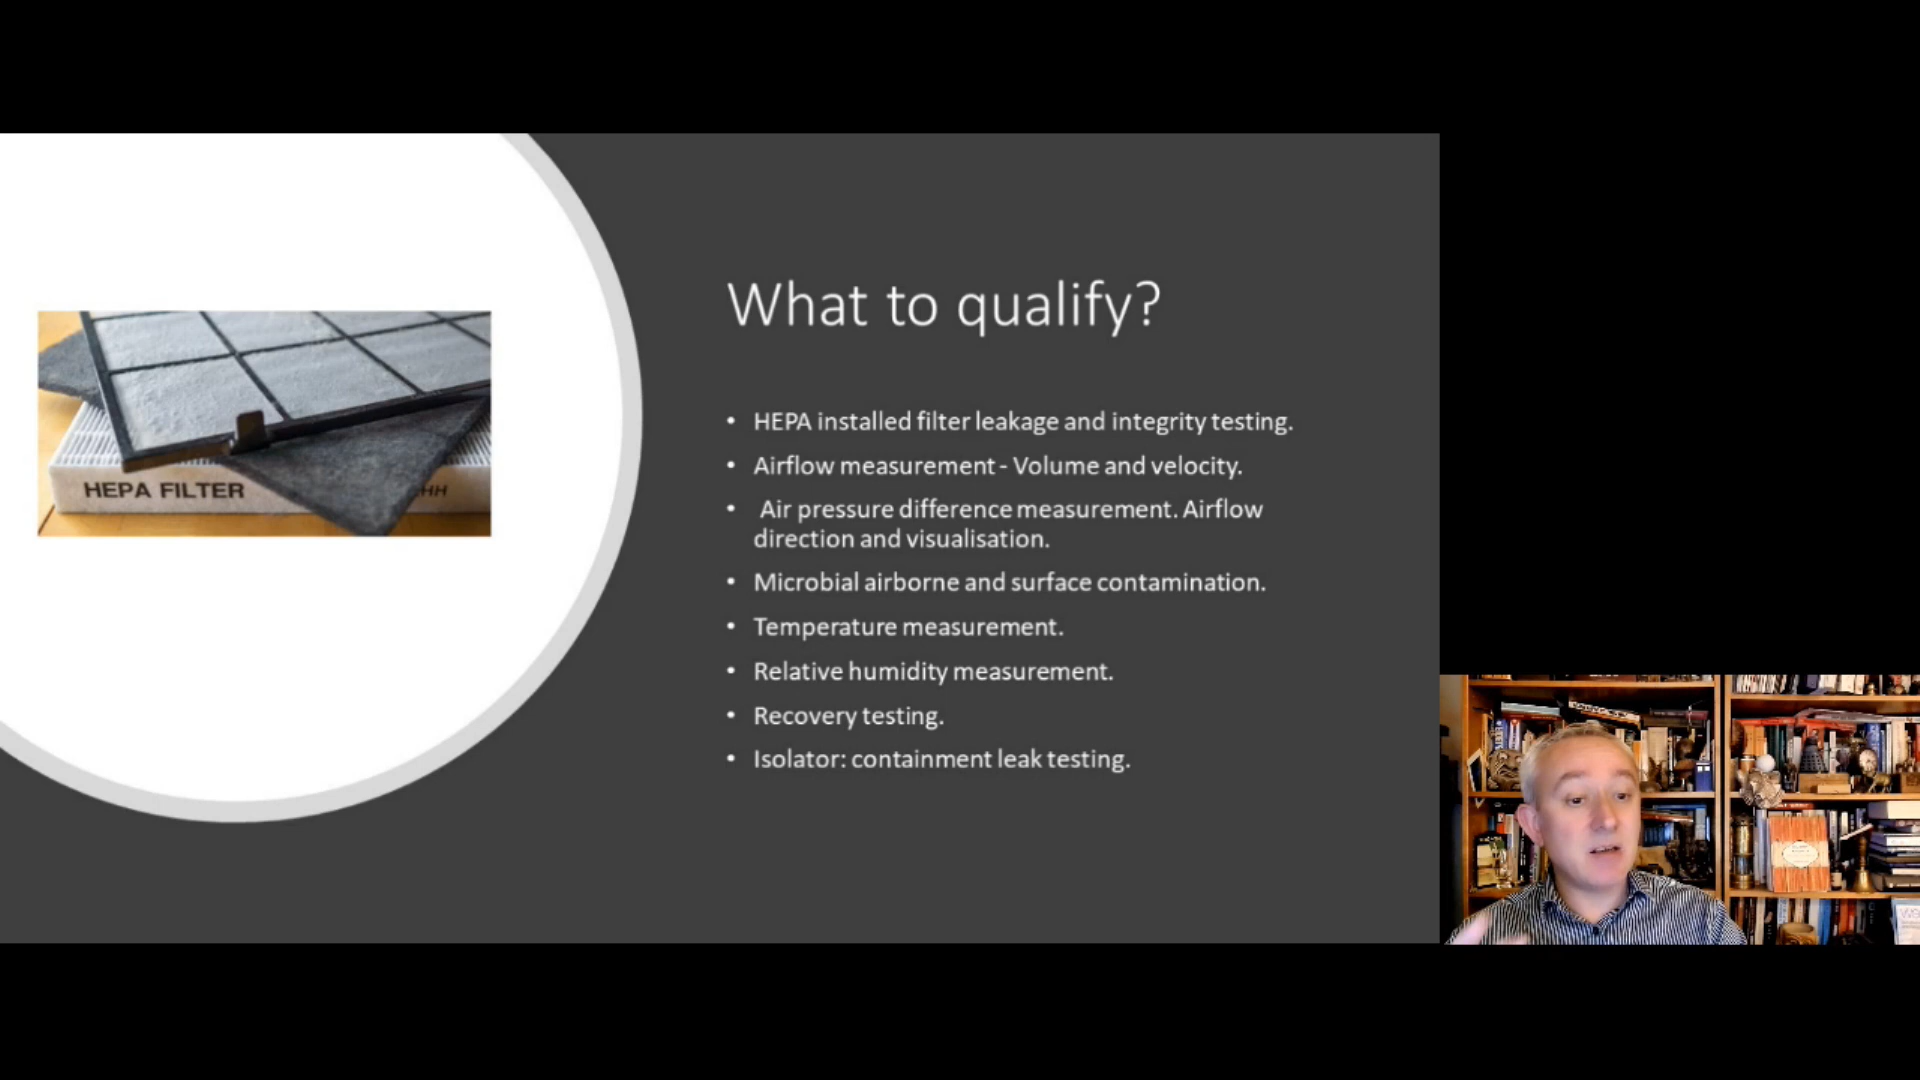 What to qualify?
• HEPA installed filter leakage and integrity testing.
• Airflow measurement - Volume and velocity.
• Air pressure difference measurement. Airflow
direction and visualisation.
• Microbial airborne and surface contamination.
• Temperature measurement.
• Relative humidity measurement.
• Recovery testing.
• Isolator: containment leak testing.
HEPA FILTER
HH